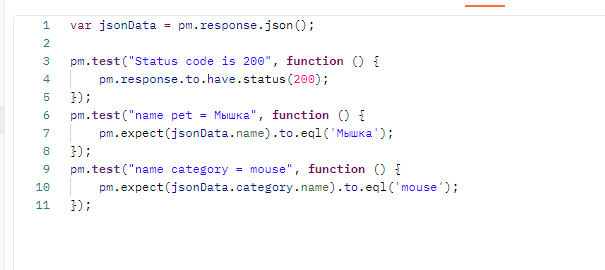 1 var jsonData = pm.response.json();
2
3 pm.test("Status code is 200", function () {
4     pm.response.to.have.status(200);
5 });
6 pm.test("name pet = Мышка", function () {
7     pm.expect(jsonData.name).to.eql('Мышка');
8 });
9 pm.test("name category = mouse", function () {
10     pm.expect(jsonData.category.name).to.eql('mouse');
11 });